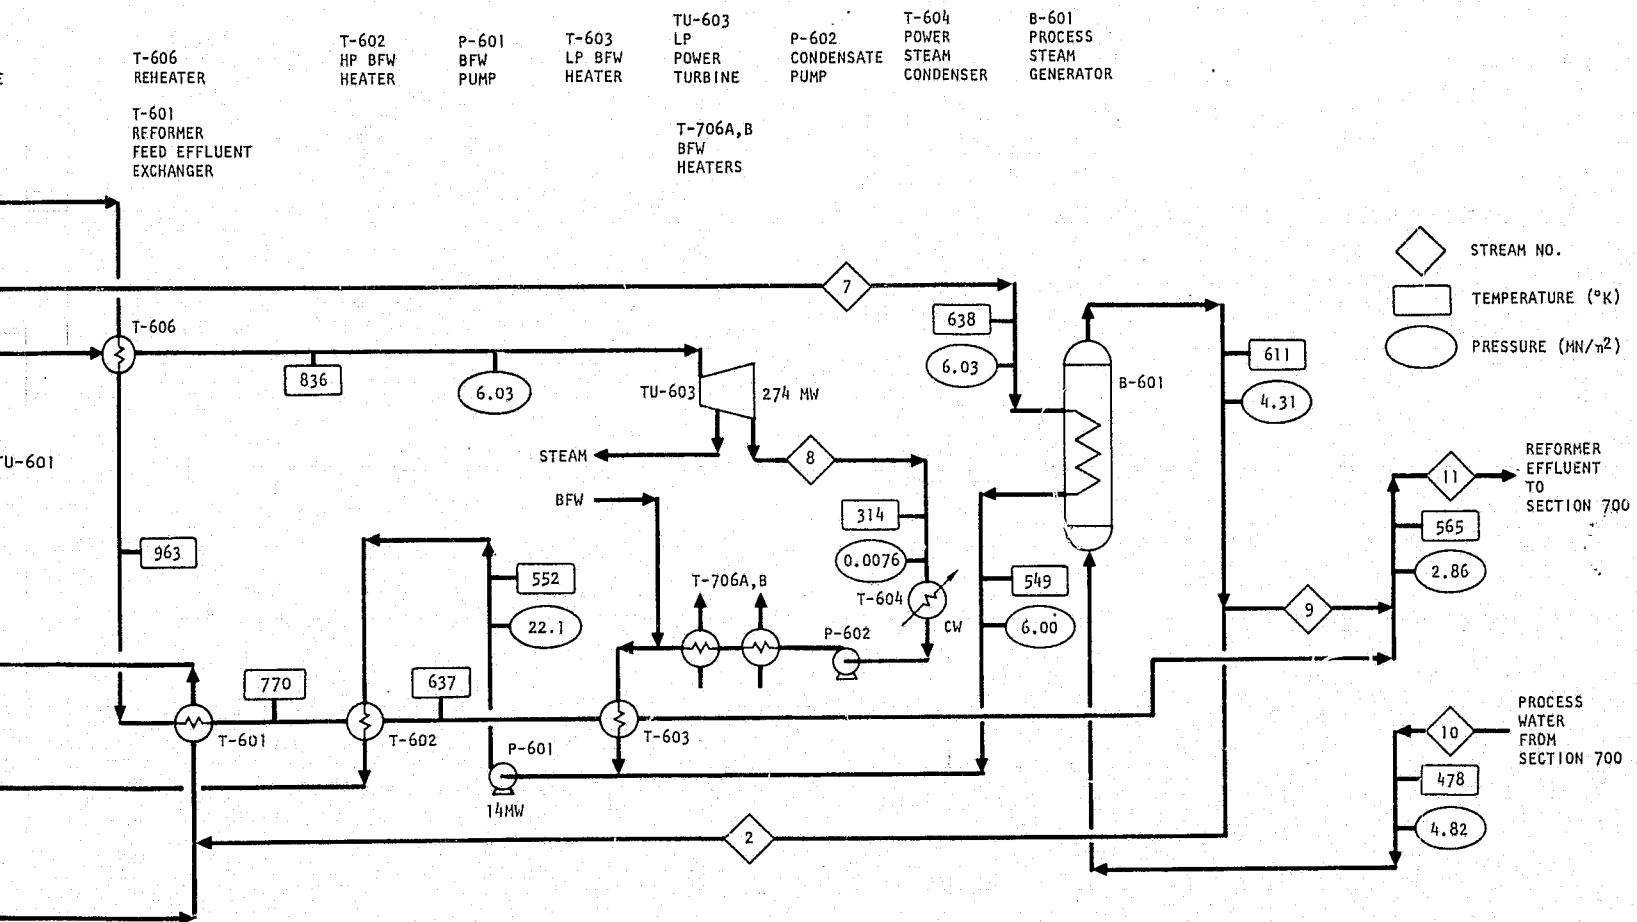 T-606
REHEATER
T-601
REFORMER
FEED EFFLUENT
EXCHANGER
T-602
HP BFW
HEATER
P-601
BFW
PUMP
T-603
LP BFW
HEATER
TU-603
LP
POWER
TURBINE
T-706A,B
BFW
HEATERS
P-602
CONDENSATE
PUMP
T-604
POWER
STEAM
CONDENSER
B-601
PROCESS
STEAM
GENERATOR
STREAM NO.
TEMPERATURE (°K)
PRESSURE (MN/m²)
7
T-606
836
6.03
TU-603
274 MW
638
6.03
B-601
611
4.31
TU-601
STEAM
8
BFW
314
0.0076
T-604
CW
963
552
22.1
T-706A,B
P-602
549
6.00
REFORMER
EFFLUENT
TO
SECTION 700
11
565
2.86
9
770
637
T-601
T-602
T-603
P-601
14MW
PROCESS
WATER
FROM
SECTION 700
10
478
4.82
2